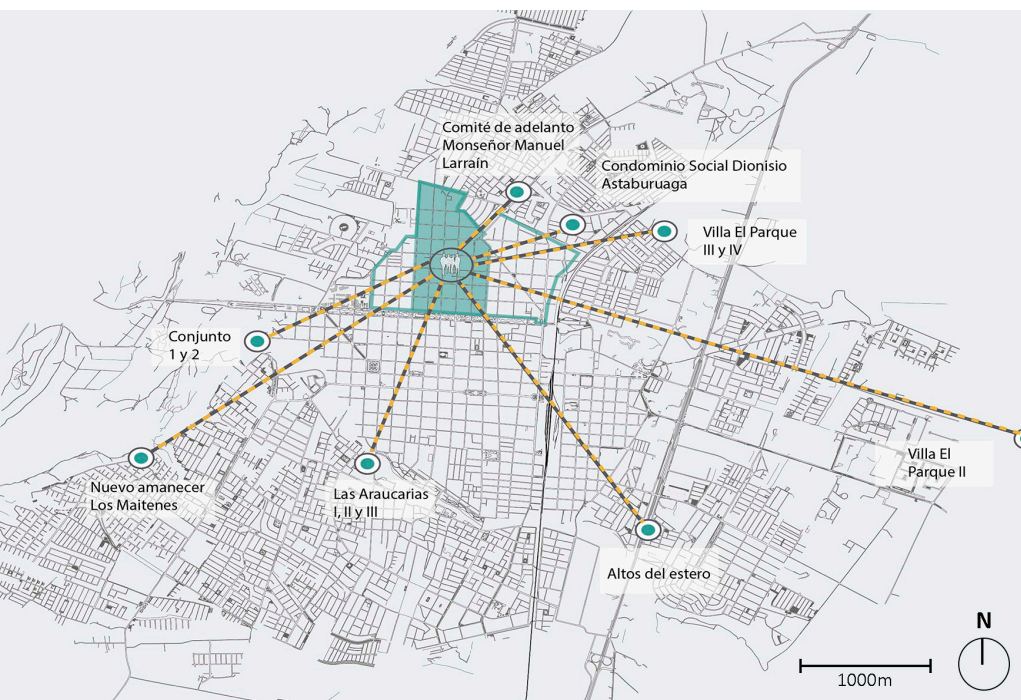 Comité de adelanto
Monseñor Manuel
Larraín
Condominio Social Dionisio
Astaburuaga
Villa El Parque
III y IV
Conjunto
1 y 2
Nuevo amanecer
Los Maitenes
Las Araucarias
I, II y III
Villa El
Parque II
Altos del estero
N
1000m